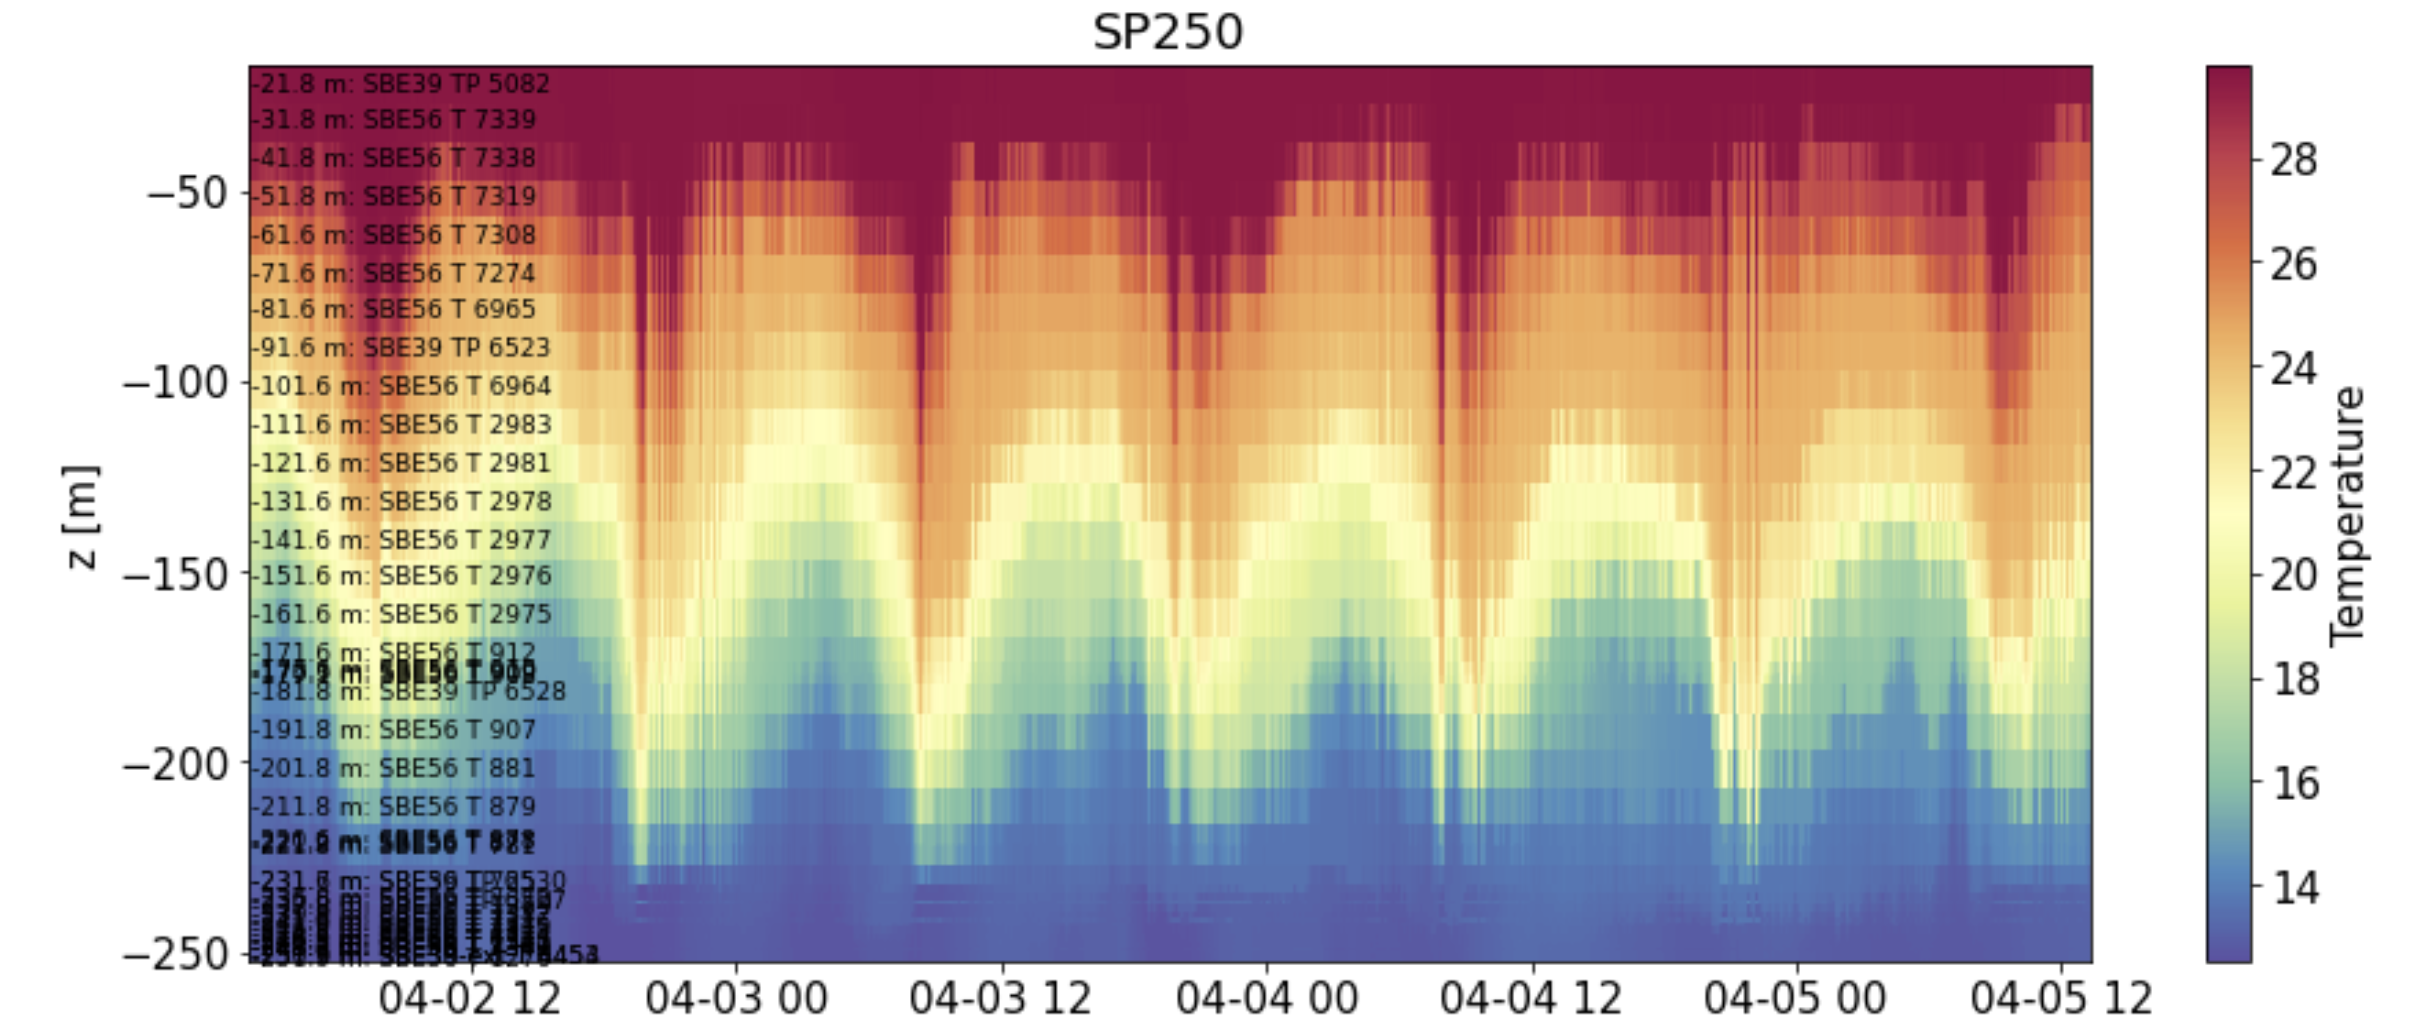 SP250
-21.8 m: SBE39 TP 5082
-31.8 m: SBE56 T 7339
-41.8 m: SBE56 T 7338
-51.8 m: SBE56 T 7319
-61.6 m: SBE56 T 7308
-71.6 m: SBE56 T 7274
-81.6 m: SBE56 T 6965
-91.6 m: SBE39 TP 6523
-101.6 m: SBE56 T 6964
-111.6 m: SBE56 T 2983
-121.6 m: SBE56 T 2981
-131.6 m: SBE56 T 2978
-141.6 m: SBE56 T 2977
-151.6 m: SBE56 T 2976
-161.6 m: SBE56 T 2975
-171.6 m: SBE56 T 912
-181.8 m: SBE39 TP 6528
-191.8 m: SBE56 T 907
-201.8 m: SBE56 T 881
-211.8 m: SBE56 T 879
−50
−100
−150
−200
−250
z [m]
04-02 12
04-03 00
04-03 12
04-04 00
04-04 12
04-05 00
04-05 12
28
26
24
22
20
18
16
14
Temperature